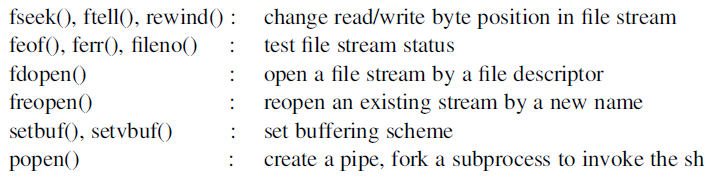 fseek(), ftell(), rewind() : change read/write byte position in file stream
feof(), ferr(), fileno() : test file stream status
fdopen() : open a file stream by a file descriptor
freopen() : reopen an existing stream by a new name
setbuf(), setvbuf() : set buffering scheme
popen() : create a pipe, fork a subprocess to invoke the sh